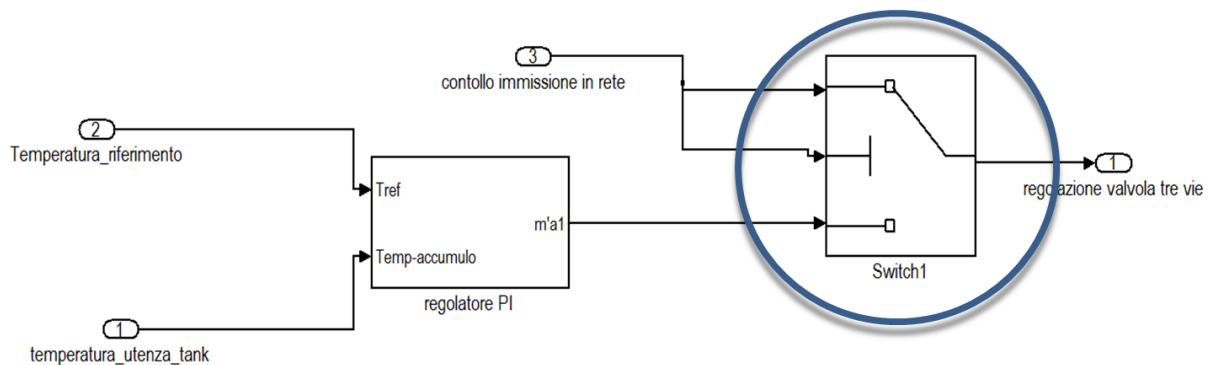 3
contollo immissione in rete
2
Temperatura_riferimento
Tref
m'a1
Temp-accumulo
regolatore PI
1
temperatura_utenza_tank
Switch1
1
regolazione valvola tre vie